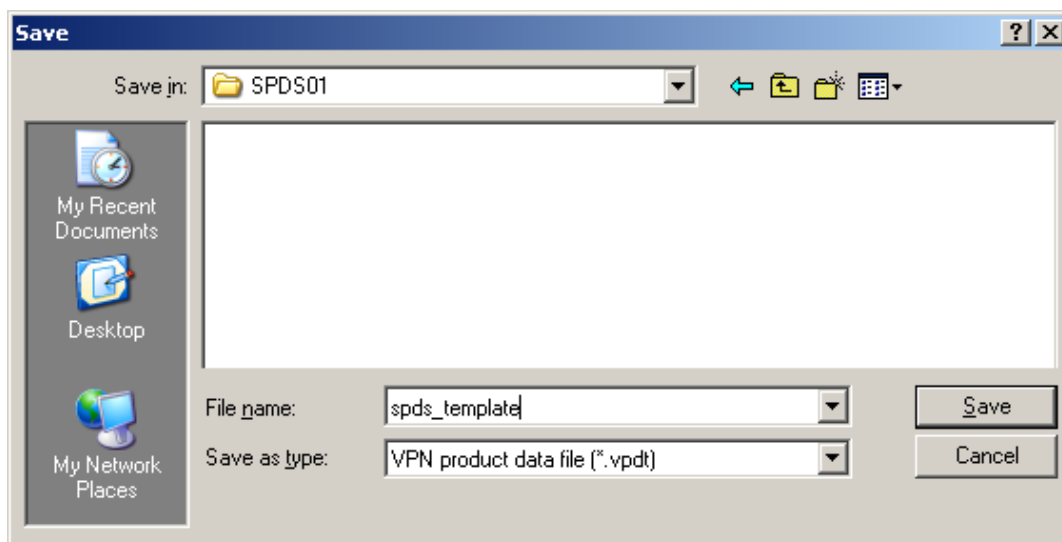 Save
Save in:
SPDS01
My Recent
Documents
Desktop
My Network
Places
File name:
spds_template
Save
Save as type:
VPN product data file (*.vpdt)
Cancel